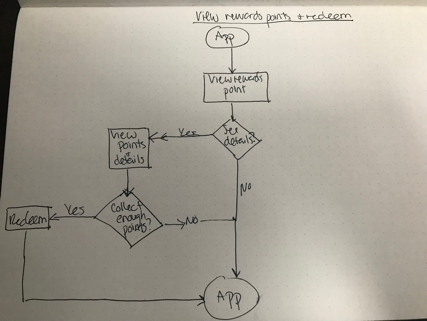 View rewards points + redeem
App
View rewards
point
See
details?
Yes
View
Points
+
details
NO
Collect
enough
points?
Yes
NO
Redeem
App